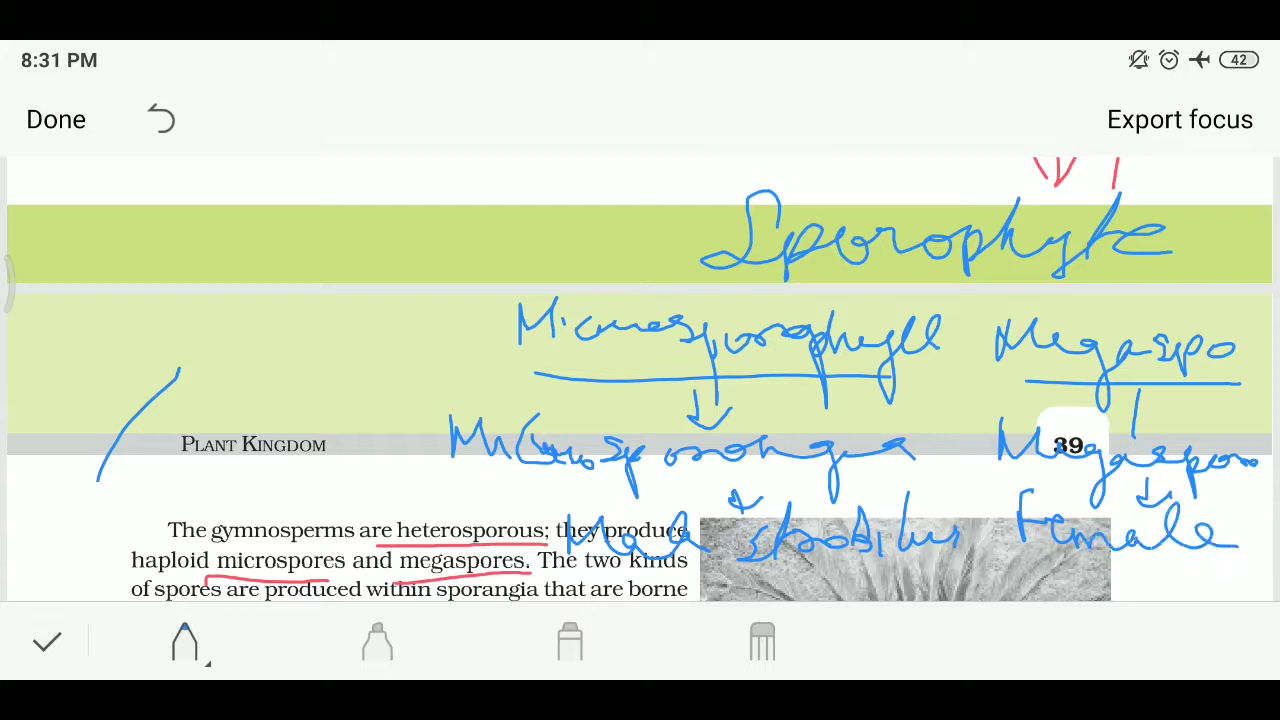 8:31 PM
42
Done
Export focus
Sporophyte
Microsporophyll Megaspo
PLANT KINGDOM
39
Microsporangia Megaspora
Male strobilus Female
The gymnosperms are heterosporous; they produce
haploid microspores and megaspores. The two kinds
of spores are produced within sporangia that are borne